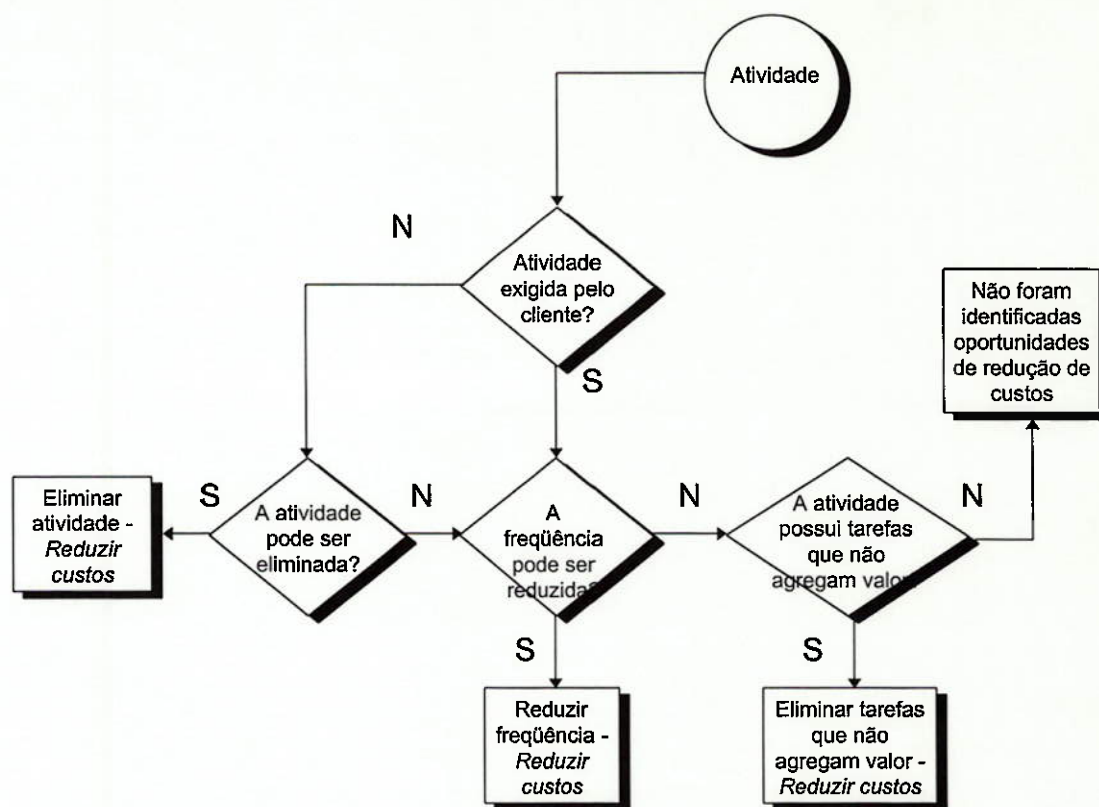 Atividade
N
Atividade
exigida pelo
cliente?
S
Não foram
identificadas
oportunidades
de redução de
custos
Eliminar
atividade -
Reduzir
custos
S
A atividade
pode ser
eliminada?
N
A
freqüência
pode ser
reduzida?
N
A atividade
possui tarefas
que não
agregam valor
N
S
Reduzir
freqüência -
Reduzir
custos
S
Eliminar tarefas
que não
agregam valor -
Reduzir custos